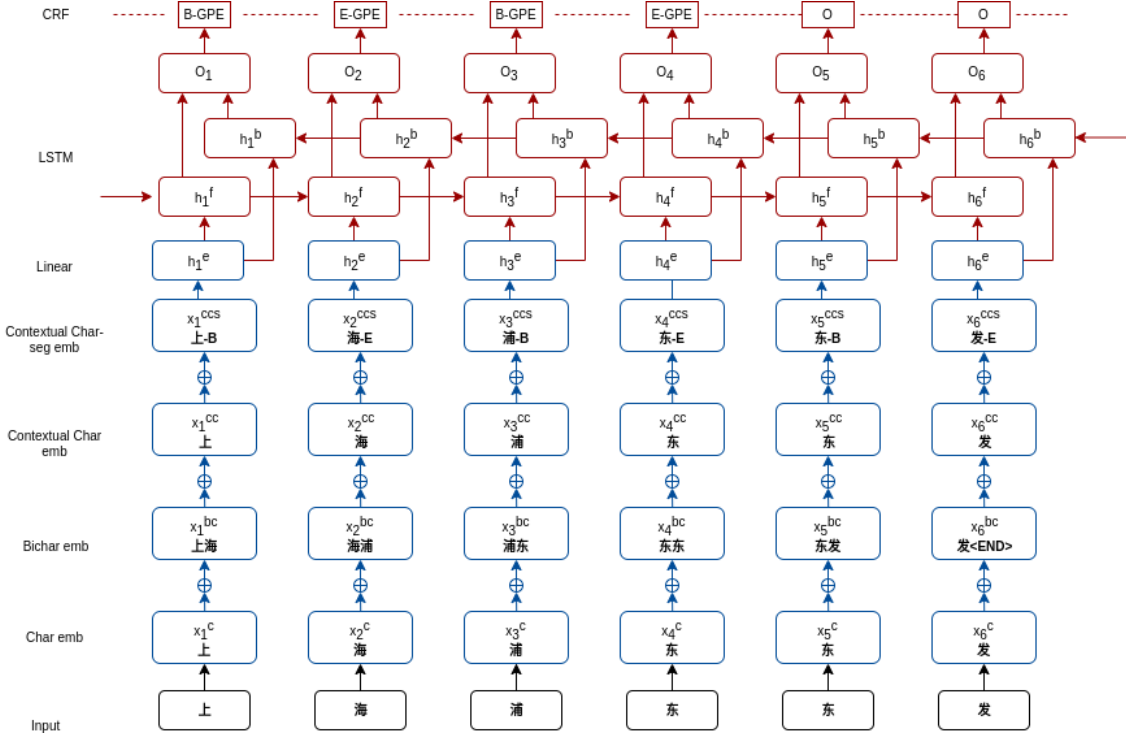 CRF B-GPE E-GPE B-GPE E-GPE O O
O1 O2 O3 O4 O5 O6
h1b h2b h3b h4b h5b h6b
LSTM
h1f h2f h3f h4f h5f h6f
Linear h1e h2e h3e h4e h5e h6e
x1ccs x2ccs x3ccs x4ccs x5ccs x6ccs
Contextual Char-
seg emb
上-B 海-E 浦-B 东-E 东-B 发-E
x1cc x2cc x3cc x4cc x5cc x6cc
Contextual Char
emb
上 海 浦 东 东 发
x1bc x2bc x3bc x4bc x5bc x6bc
Bichar emb 上海 海浦 浦东 东东 东发 发<END>
x1c x2c x3c x4c x5c x6c
Char emb 上 海 浦 东 东 发
Input 上 海 浦 东 东 发